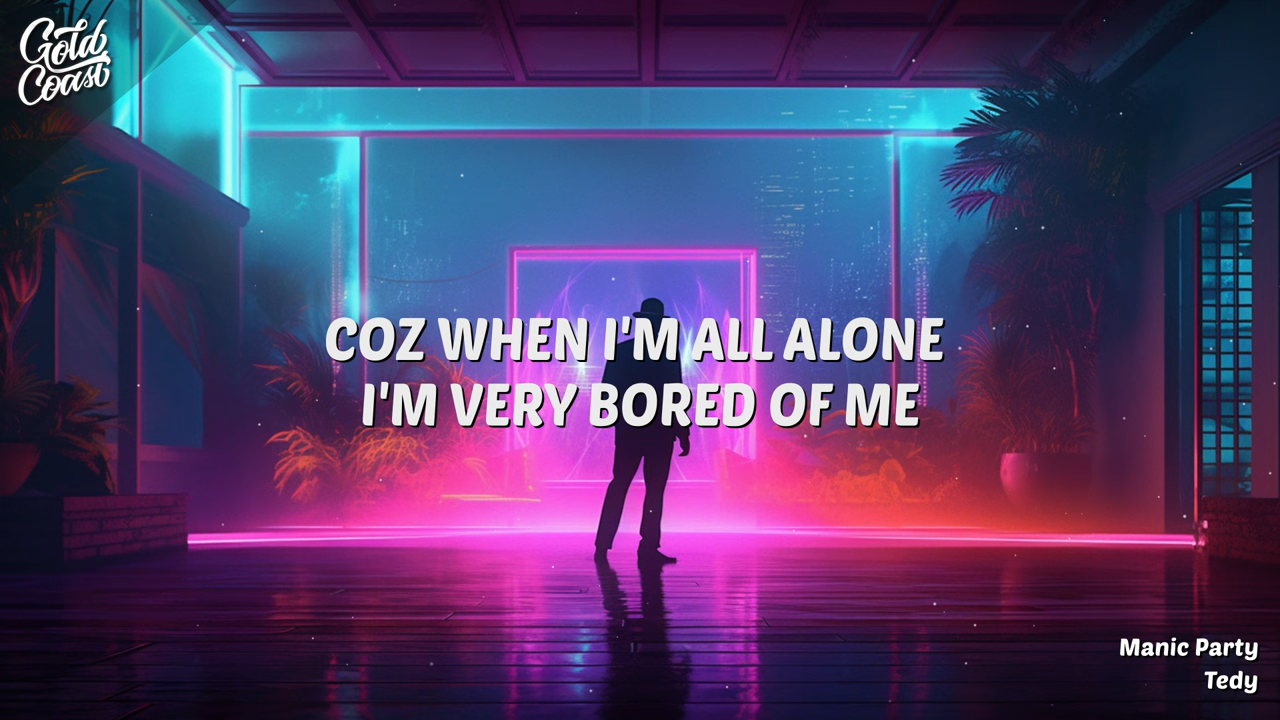 Gold
Coast
COZ WHEN I'M ALL ALONE
I'M VERY BORED OF ME
Manic Party
Tedy